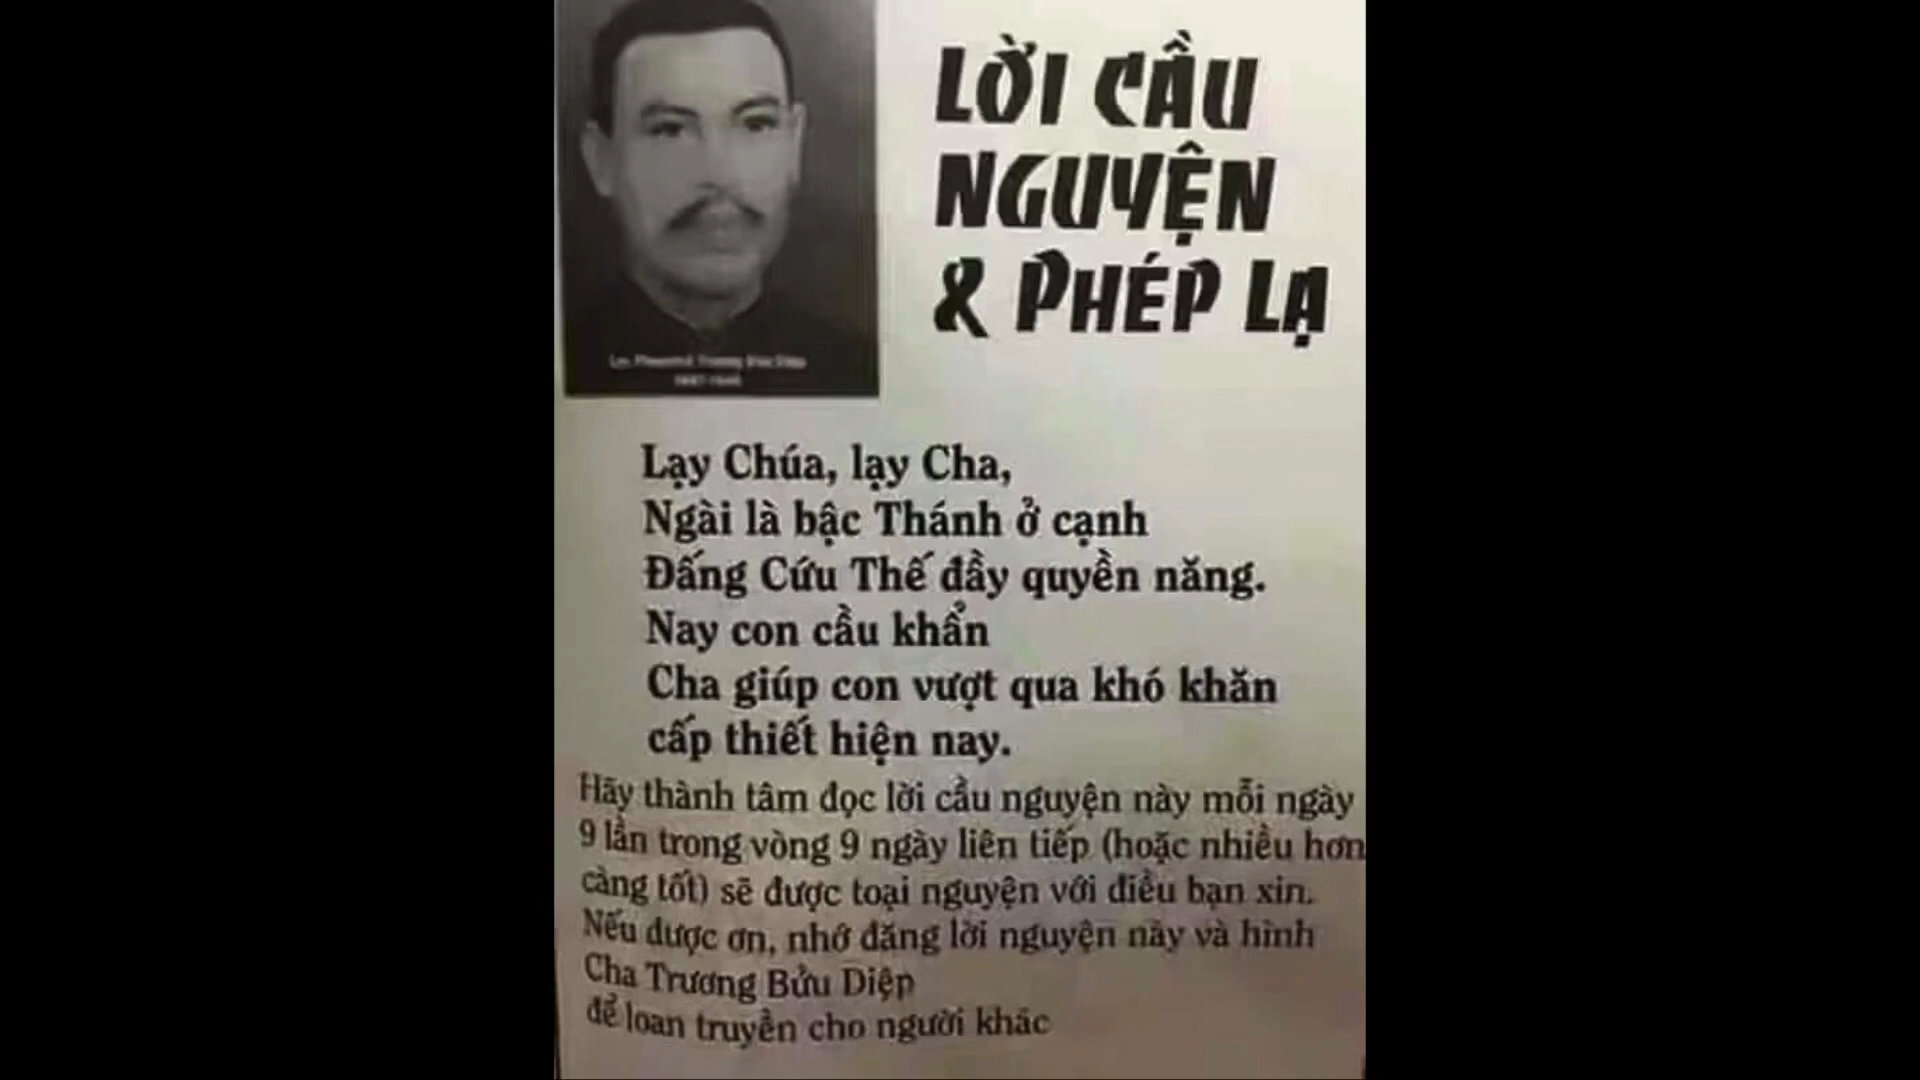 LỜI CẦU
NGUYỆN
& PHÉP LẠ
Lạy Chúa, lạy Cha,
Ngài là bậc Thánh ở cạnh
Đấng Cứu Thế đầy quyền năng.
Nay con cầu khẩn
Cha giúp con vượt qua khó khăn
cấp thiết hiện nay.
Hãy thành tâm đọc lời cầu nguyện này mỗi ngày
9 lần trong vòng 9 ngày liên tiếp (hoặc nhiều hơn
càng tốt) sẽ được toại nguyện với điều bạn xin.
Nếu được ơn, nhớ đăng lời nguyện này và hình
Cha Trương Bửu Diệp
để loan truyền cho người khác